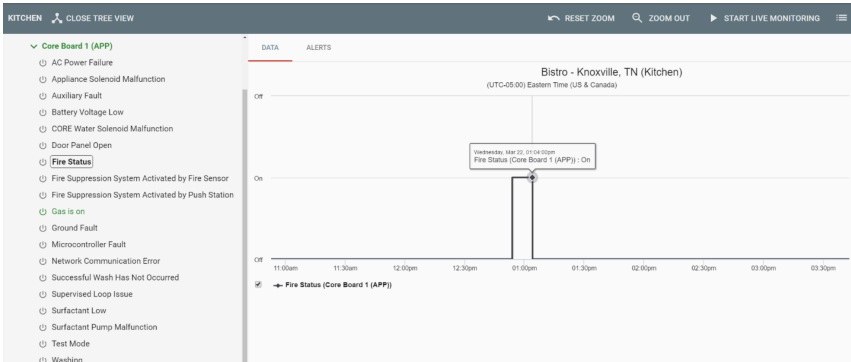 KITCHEN CLOSE TREE VIEW RESET ZOOM ZOOM OUT START LIVE MONITORING
Core Board 1 (APP)
AC Power Failure
Appliance Solenoid Malfunction
Auxiliary Fault
Battery Voltage Low
CORE Water Solenoid Malfunction
Door Panel Open
Fire Status
Fire Suppression System Activated by Fire Sensor
Fire Suppression System Activated by Push Station
Gas is on
Ground Fault
Microcontroller Fault
Network Communication Error
Successful Wash Has Not Occurred
Supervised Loop Issue
Surfactant Low
Surfactant Pump Malfunction
Test Mode
Washing
DATA ALERTS
Bistro - Knoxville, TN (Kitchen)
(UTC-05:00) Eastern Time (US & Canada)
Off
Wednesday, Mar 22, 01:04:00pm
Fire Status (Core Board 1 (APP)) : On
On
Off
11:00am 11:30am 12:00pm 12:30pm 01:00pm 01:30pm 02:00pm 02:30pm 03:00pm 03:30pm
Fire Status (Core Board 1 (APP))